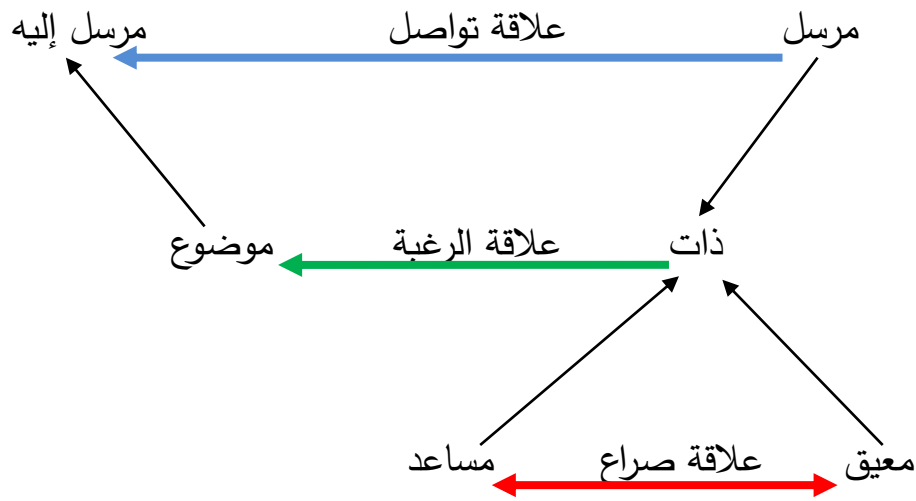 مرسل علاقة تواصل مرسل إليه
ذات علاقة الرغبة موضوع
معيق علاقة صراع مساعد